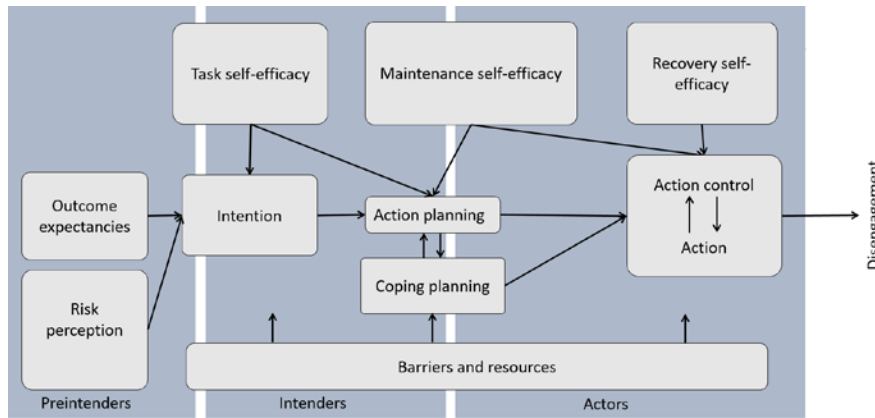 Task self-efficacy
Maintenance self-efficacy
Recovery self-
efficacy
Outcome
expectancies
Intention
Action planning
Action control
Action
Coping planning
Risk
perception
Barriers and resources
Preintenders
Intenders
Actors
Disengagement